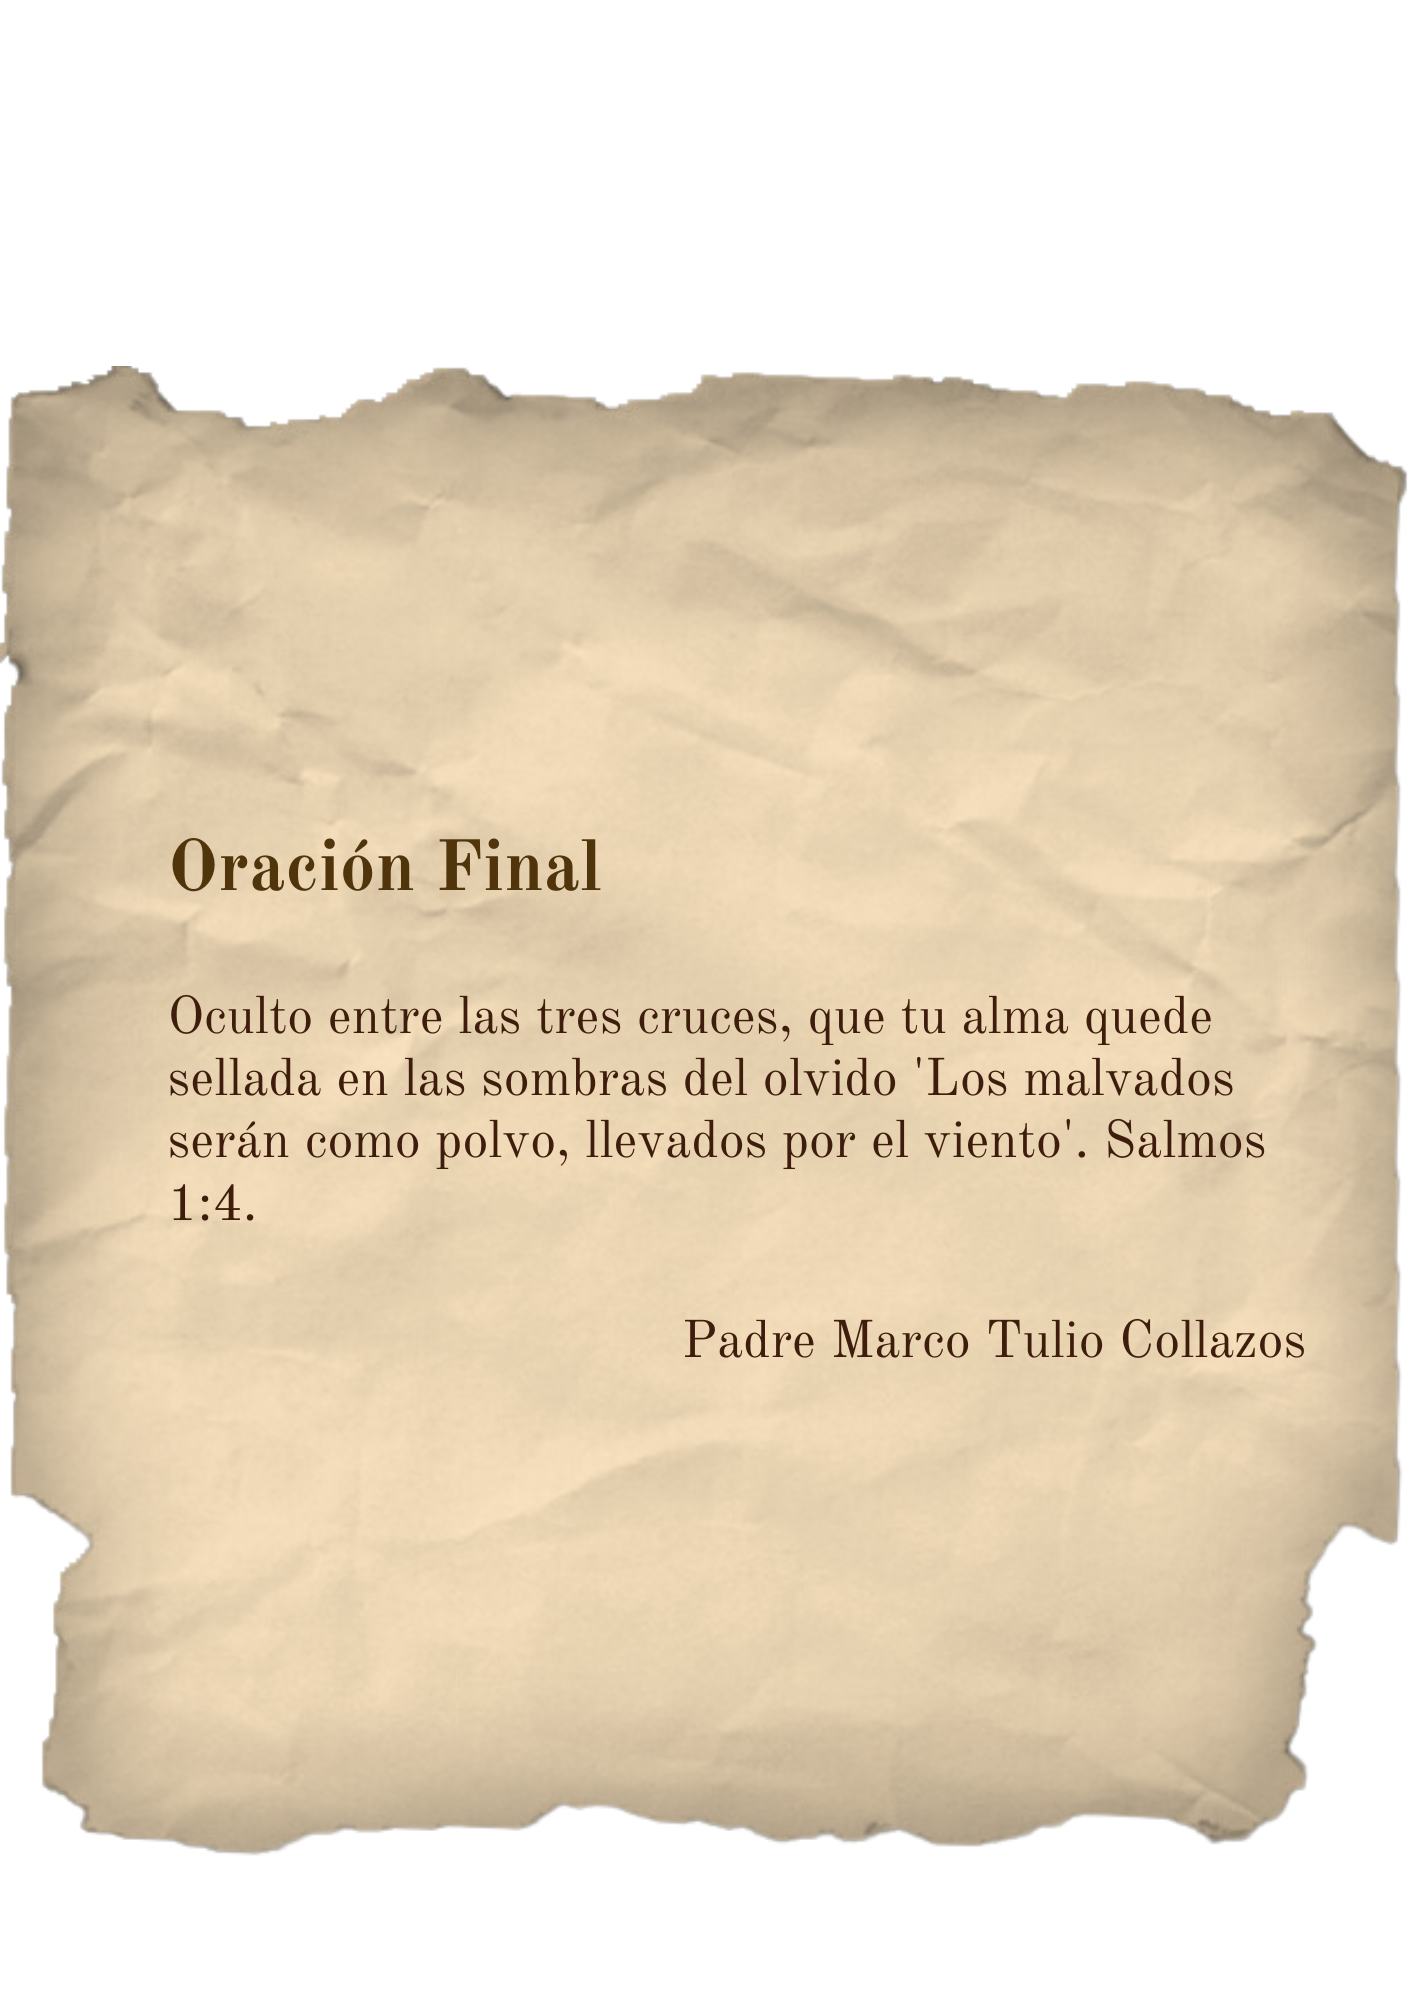 Oración Final
Oculto entre las tres cruces, que tu alma quede
sellada en las sombras del olvido 'Los malvados
serán como polvo, llevados por el viento'. Salmos
1:4.
Padre Marco Tulio Collazos